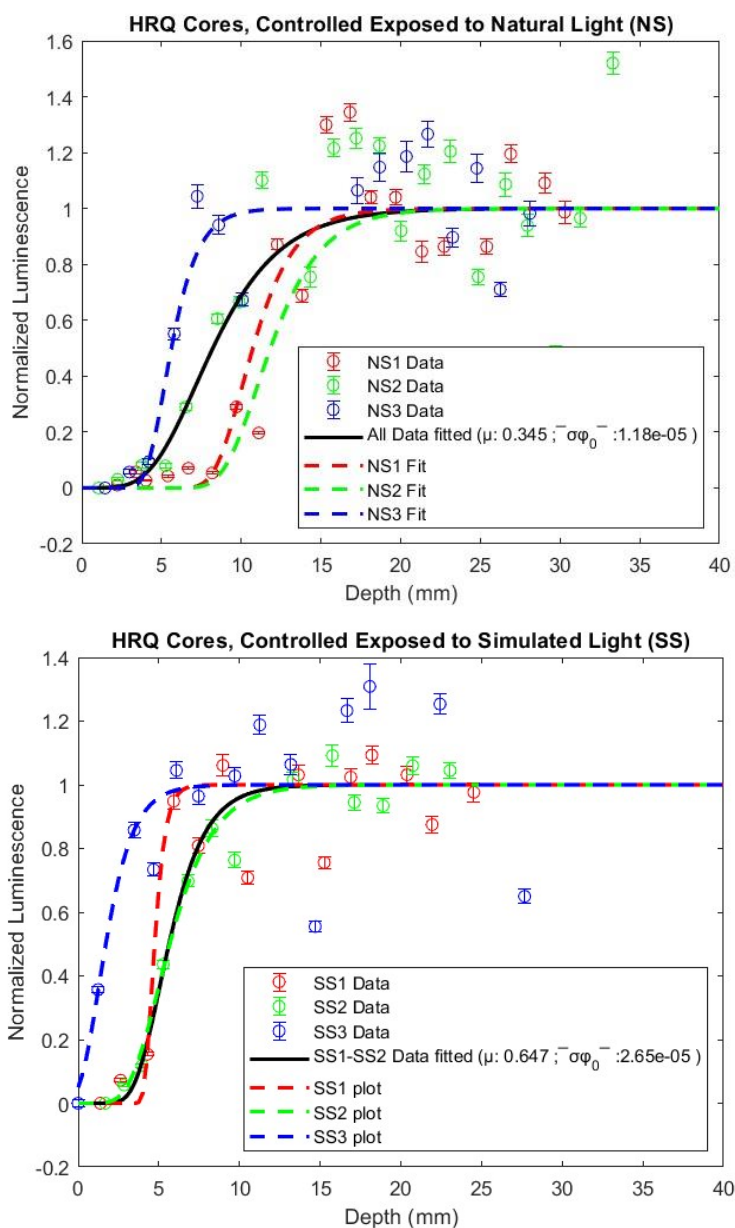 HRQ Cores, Controlled Exposed to Natural Light (NS)
1.6
1.4
1.2
1
0.8
0.6
0.4
0.2
0
-0.2
Normalized Luminescence
NS1 Data
NS2 Data
NS3 Data
All Data fitted (μ: 0.345 ; ‾σφ₀‾ :1.18e-05 )
NS1 Fit
NS2 Fit
NS3 Fit
0 5 10 15 20 25 30 35 40
Depth (mm)
HRQ Cores, Controlled Exposed to Simulated Light (SS)
1.4
1.2
1
0.8
0.6
0.4
0.2
0
-0.2
Normalized Luminescence
SS1 Data
SS2 Data
SS3 Data
SS1-SS2 Data fitted (μ: 0.647 ; ‾σφ₀‾ :2.65e-05 )
SS1 plot
SS2 plot
SS3 plot
0 5 10 15 20 25 30 35 40
Depth (mm)